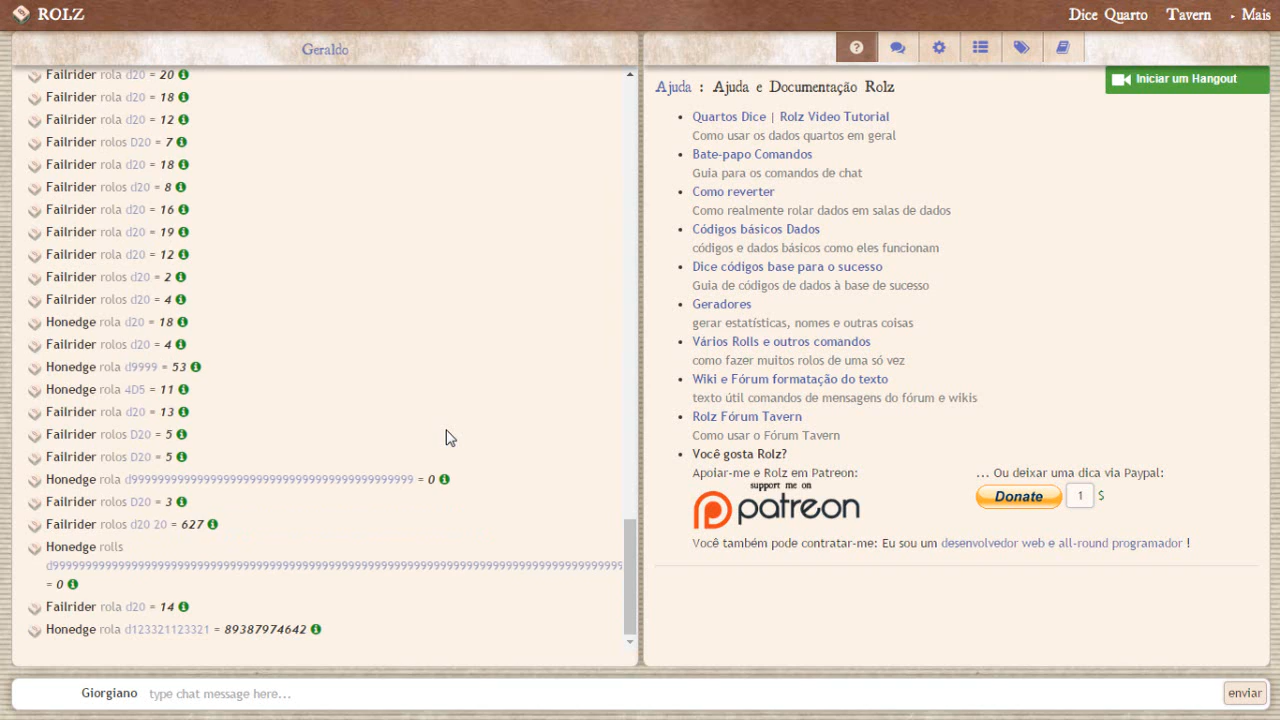 ROLZ
Dice Quarto Tavern ▸ Mais
Geraldo
Failrider rola d20 = 20
Failrider rola d20 = 18
Failrider rola d20 = 12
Failrider rolos D20 = 7
Failrider rola d20 = 18
Failrider rolos d20 = 8
Failrider rola d20 = 16
Failrider rola d20 = 19
Failrider rola d20 = 12
Failrider rolos d20 = 2
Failrider rolos d20 = 4
Honedge rola d20 = 18
Failrider rolos d20 = 4
Honedge rola d9999 = 53
Honedge rola 4D5 = 11
Failrider rola d20 = 13
Failrider rolos D20 = 5
Failrider rolos D20 = 5
Honedge rola = 0
Failrider rolos D20 = 3
Failrider rolos d20 20 = 627
Honedge rolls
= 0
Failrider rola d20 = 14
Honedge rola d123321123321 = 89387974642
Iniciar um Hangout
Ajuda : Ajuda e Documentação Rolz
Quartos Dice | Rolz Video Tutorial
Como usar os dados quartos em geral
Bate-papo Comandos
Guia para os comandos de chat
Como reverter
Como realmente rolar dados em salas de dados
Códigos básicos Dados
códigos e dados básicos como eles funcionam
Dice códigos base para o sucesso
Guia de códigos de dados à base de sucesso
Geradores
gerar estatísticas, nomes e outras coisas
Vários Rolls e outros comandos
como fazer muitos rolos de uma só vez
Wiki e Fórum formatação do texto
texto útil comandos de mensagens do fórum e wikis
Rolz Fórum Tavern
Como usar o Fórum Tavern
Você gosta Rolz?
Apoiar-me e Rolz em Patreon:
support me on
patreon
... Ou deixar uma dica via Paypal:
Donate 1 $
Você também pode contratar-me: Eu sou um desenvolvedor web e all-round programador !
Giorgiano type chat message here...
enviar